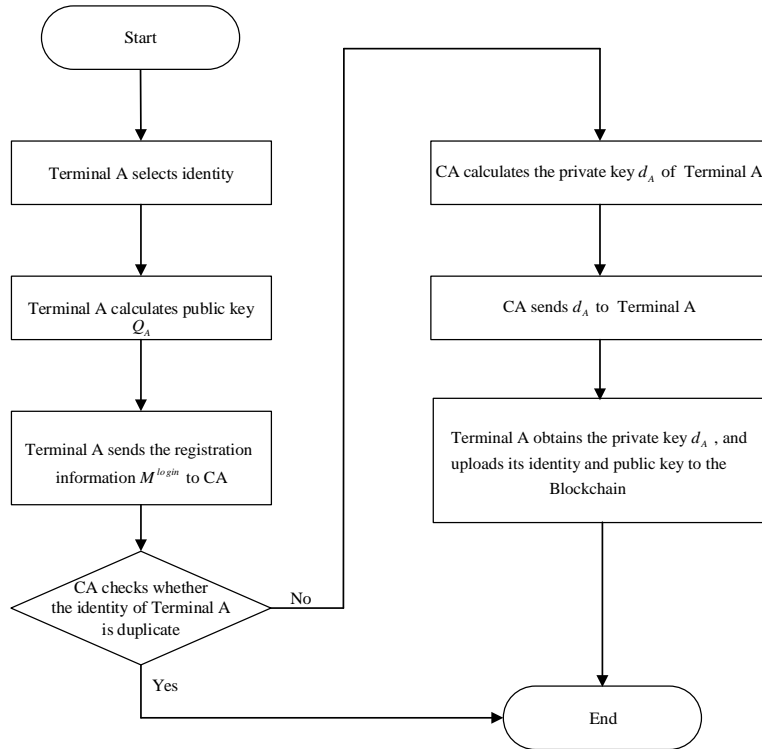 Start
Terminal A selects identity
Terminal A calculates public key
Q_A
Terminal A sends the registration
information M^login to CA
CA checks whether
the identity of Terminal A
is duplicate
No
Yes
CA calculates the private key d_A of Terminal A
CA sends d_A to Terminal A
Terminal A obtains the private key d_A , and
uploads its identity and public key to the
Blockchain
End